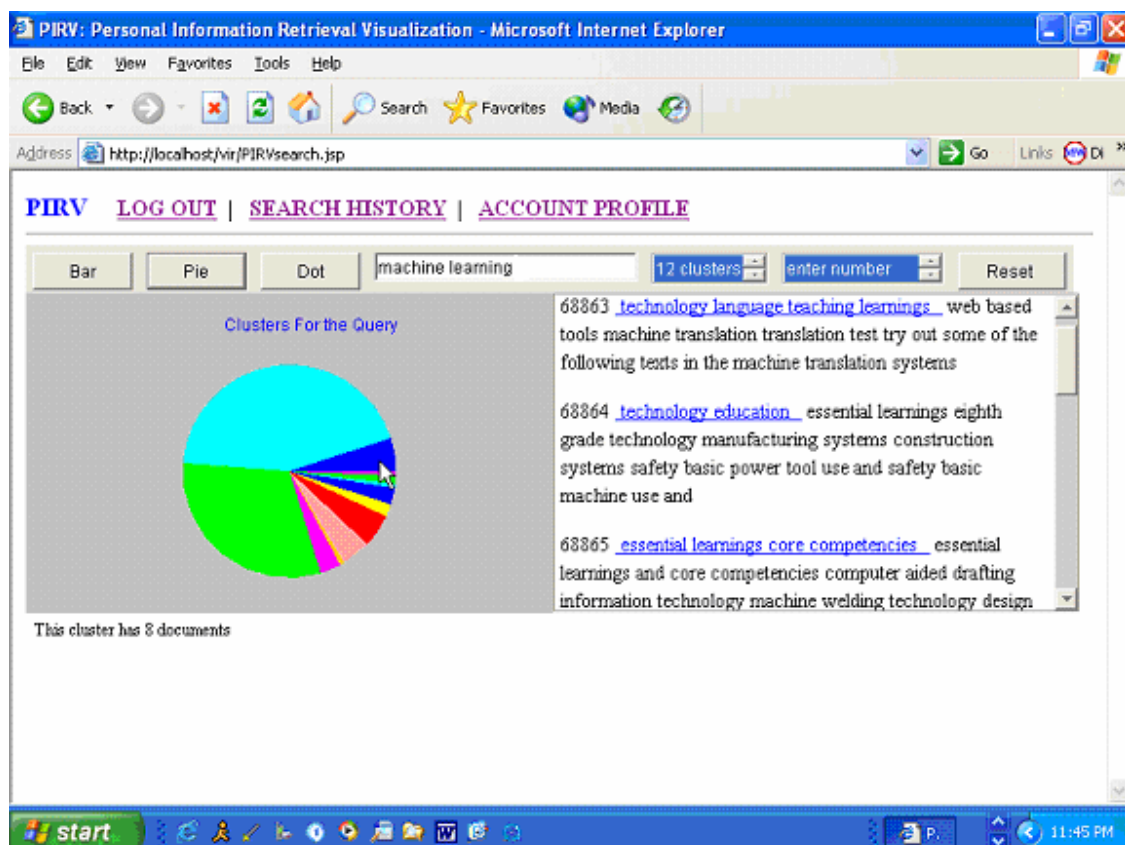 PIRV: Personal Information Retrieval Visualization - Microsoft Internet Explorer
File Edit View Favorites Tools Help
Back Search Favorites Media
Address http://localhost/vir/PIRVsearch.jsp Go Links DI »
PIRV LOG OUT | SEARCH HISTORY | ACCOUNT PROFILE
Bar Pie Dot machine learning 12 clusters enter number Reset
Clusters For the Query
68863 technology language teaching learnings web based
tools machine translation translation test try out some of the
following texts in the machine translation systems
68864 technology education essential learnings eighth
grade technology manufacturing systems construction
systems safety basic power tool use and safety basic
machine use and
68865 essential learnings core competencies essential
learnings and core competencies computer aided drafting
information technology machine welding technology design
This cluster has 8 documents
start P. 11:45 PM